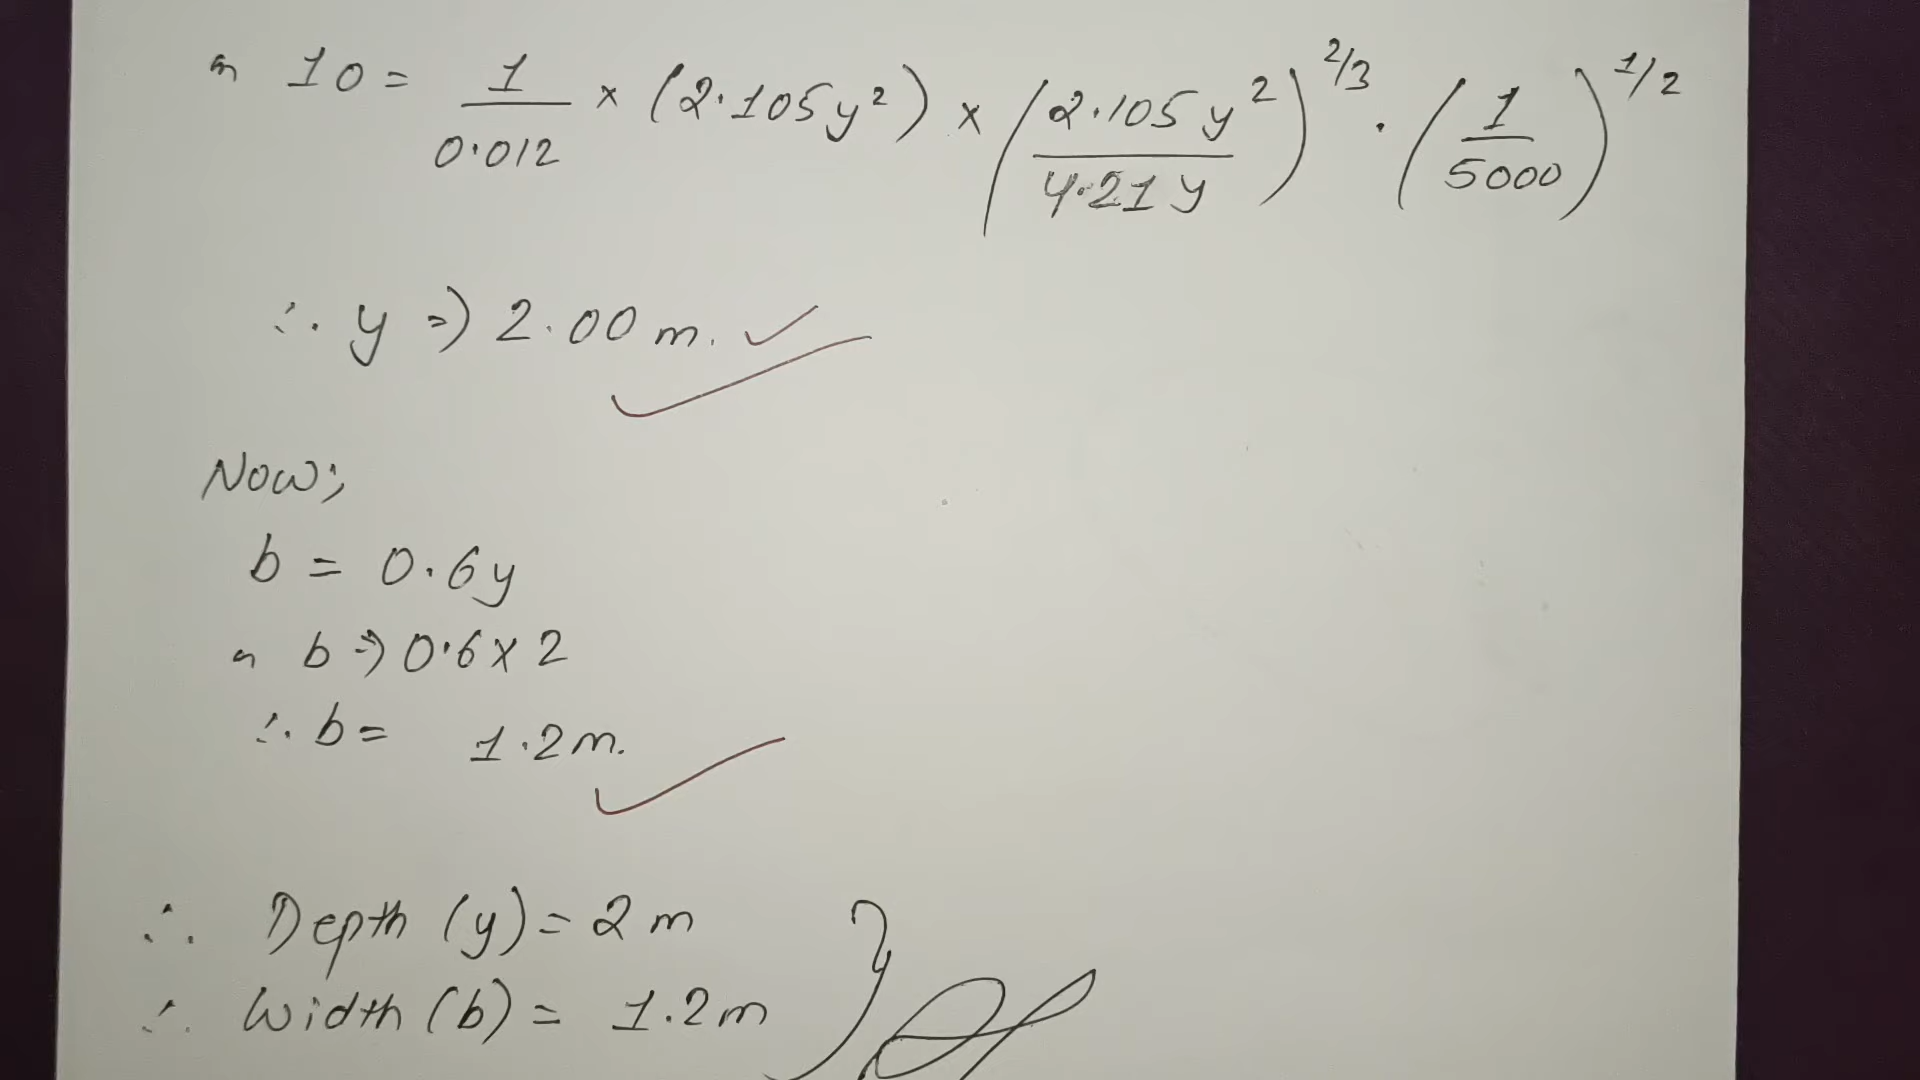 10 = 1/0.012 × (2.105y²) × (2.105y²/4.21y)^2/3 · (1/5000)^1/2
∴ y ⇒ 2.00 m.
Now;
b = 0.6y
b ⇒ 0.6 × 2
∴ b = 1.2 m.
∴ Depth (y) = 2 m
∴ Width (b) = 1.2 m